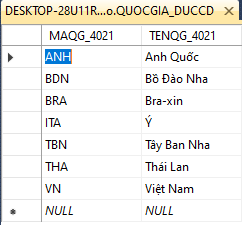 DESKTOP-28U11R...o.QUOCGIA_DUCCD
MAQG_4021 TENQG_4021
ANH Anh Quốc
BDN Bồ Đào Nha
BRA Bra-xin
ITA Ý
TBN Tây Ban Nha
THA Thái Lan
VN Việt Nam
NULL NULL